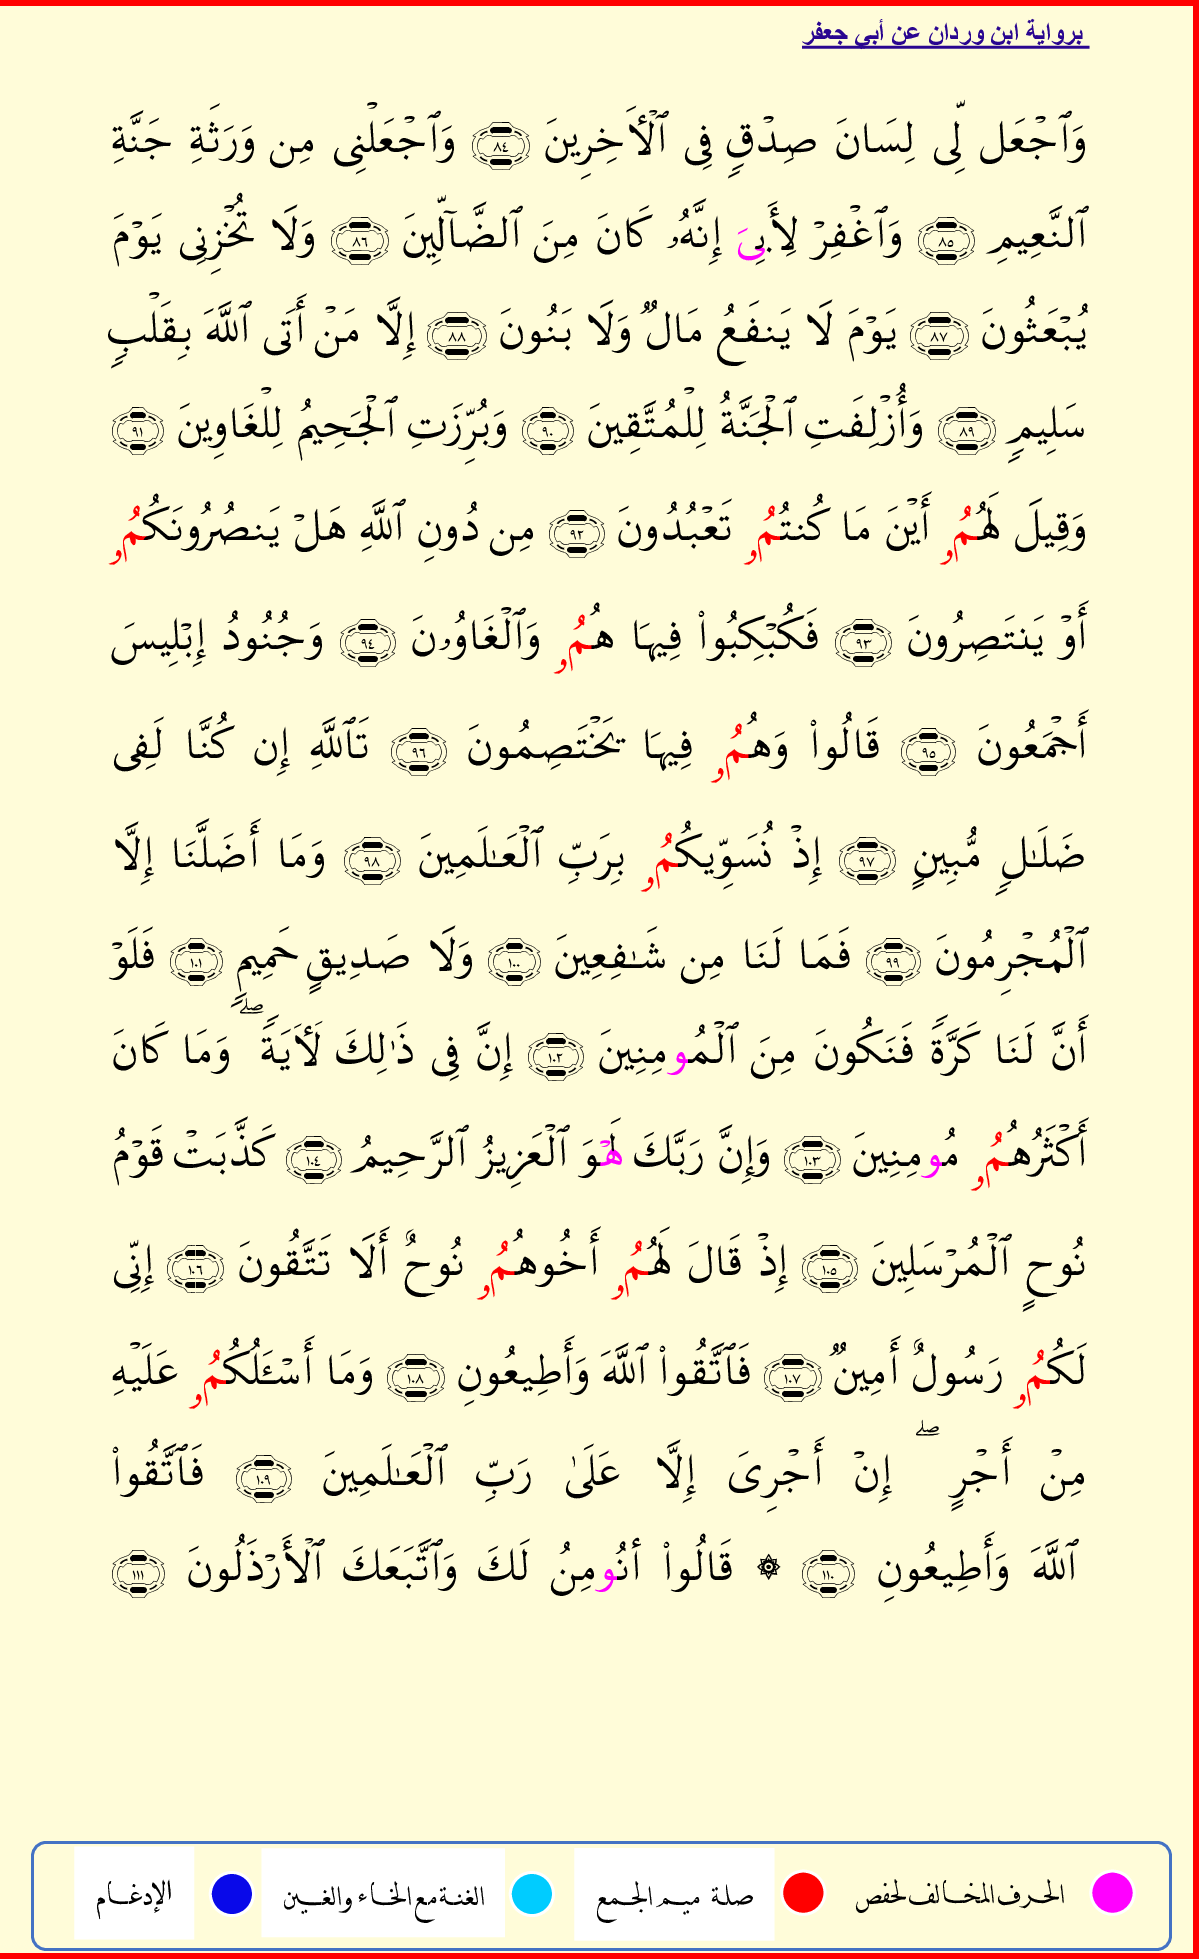 برواية ابن وردان عن أبي جعفر
وَٱجۡعَل لِّى لِسَانَ صِدۡقٍ فِى ٱلۡأَخِرِينَ ٨٤ وَٱجۡعَلۡنِى مِن وَرَثَةِ جَنَّةِ
ٱلنَّعِيمِ ٨٥ وَٱغۡفِرۡ لِأَبِىَ إِنَّهُۥ كَانَ مِنَ ٱلضَّآلِّينَ ٨٦ وَلَا تُخۡزِنِى يَوۡمَ
يُبۡعَثُونَ ٨٧ يَوۡمَ لَا يَنفَعُ مَالٌ وَلَا بَنُونَ ٨٨ إِلَّا مَنۡ أَتَى ٱللَّهَ بِقَلۡبٍ
سَلِيمٍ ٨٩ وَأُزۡلِفَتِ ٱلۡجَنَّةُ لِلۡمُتَّقِينَ ٩٠ وَبُرِّزَتِ ٱلۡجَحِيمُ لِلۡغَاوِينَ ٩١
وَقِيلَ لَهُمُۥ أَيۡنَ مَا كُنتُمُۥ تَعۡبُدُونَ ٩٢ مِن دُونِ ٱللَّهِ هَلۡ يَنصُرُونَكُمُۥ
أَوۡ يَنتَصِرُونَ ٩٣ فَكُبۡكِبُواْ فِيهَا هُمُۥ وَٱلۡغَاوُۥنَ ٩٤ وَجُنُودُ إِبۡلِيسَ
أَجۡمَعُونَ ٩٥ قَالُواْ وَهُمُۥ فِيهَا يَخۡتَصِمُونَ ٩٦ تَٱللَّهِ إِن كُنَّا لَفِى
ضَلَـٰلٍ مُّبِينٍ ٩٧ إِذۡ نُسَوِّيكُمُۥ بِرَبِّ ٱلۡعَـٰلَمِينَ ٩٨ وَمَا أَضَلَّنَا إِلَّا
ٱلۡمُجۡرِمُونَ ٩٩ فَمَا لَنَا مِن شَـٰفِعِينَ ١٠٠ وَلَا صَدِيقٍ حَمِيمٍ ١٠١ فَلَوۡ
أَنَّ لَنَا كَرَّةً فَنَكُونَ مِنَ ٱلۡمُومِنِينَ ١٠٢ إِنَّ فِى ذَٰلِكَ لَأَيَةً ۖ وَمَا كَانَ
أَكۡثَرُهُمُۥ مُومِنِينَ ١٠٣ وَإِنَّ رَبَّكَ لَهۡوَ ٱلۡعَزِيزُ ٱلرَّحِيمُ ١٠٤ كَذَّبَتۡ قَوۡمُ
نُوحٍ ٱلۡمُرۡسَلِينَ ١٠٥ إِذۡ قَالَ لَهُمُۥ أَخُوهُمُۥ نُوحٌ أَلَا تَتَّقُونَ ١٠٦ إِنِّى
لَكُمُۥ رَسُولٌ أَمِينٌ ١٠٧ فَٱتَّقُواْ ٱللَّهَ وَأَطِيعُونِ ١٠٨ وَمَا أَسۡـَٔلُكُمُۥ عَلَيۡهِ
مِنۡ أَجۡرٍ ۖ إِنۡ أَجۡرِىَ إِلَّا عَلَىٰ رَبِّ ٱلۡعَـٰلَمِينَ ١٠٩ فَٱتَّقُواْ
ٱللَّهَ وَأَطِيعُونِ ١١٠ ۞ قَالُواْ أَنُومِنُ لَكَ وَٱتَّبَعَكَ ٱلۡأَرۡذَلُونَ ١١١
الحرف المخالف لحفص صلة ميم الجمع الغنة مع الخاء والغين الإدغام